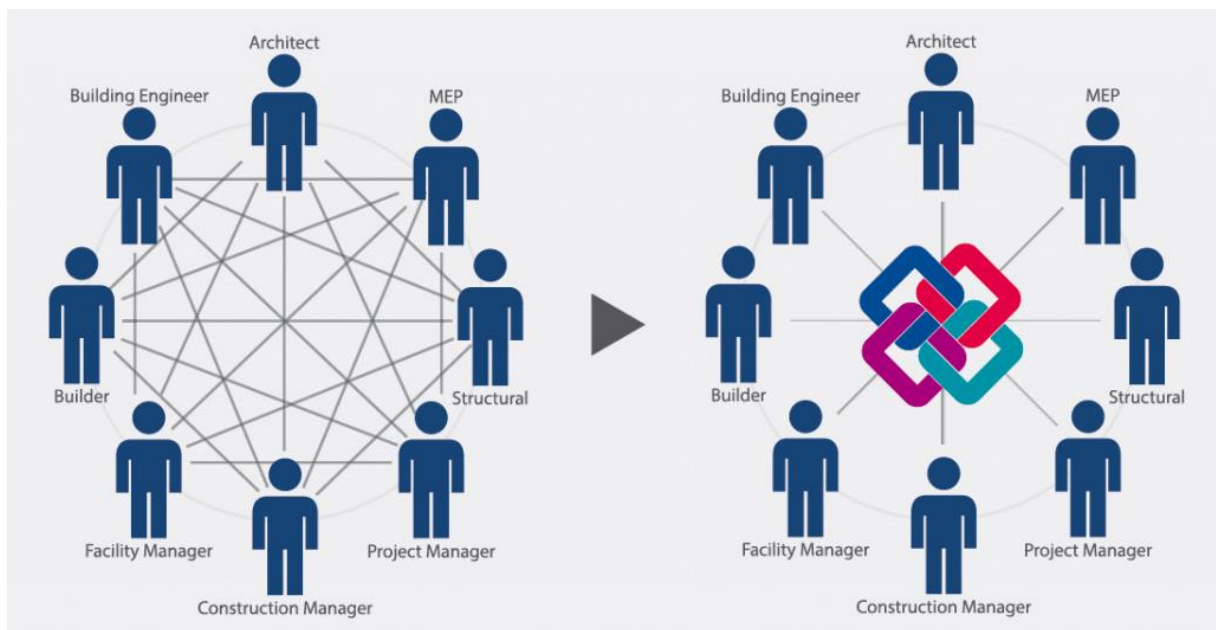 Architect
Building Engineer
MEP
Builder
Structural
Facility Manager
Project Manager
Construction Manager
Architect
Building Engineer
MEP
Builder
Structural
Facility Manager
Project Manager
Construction Manager